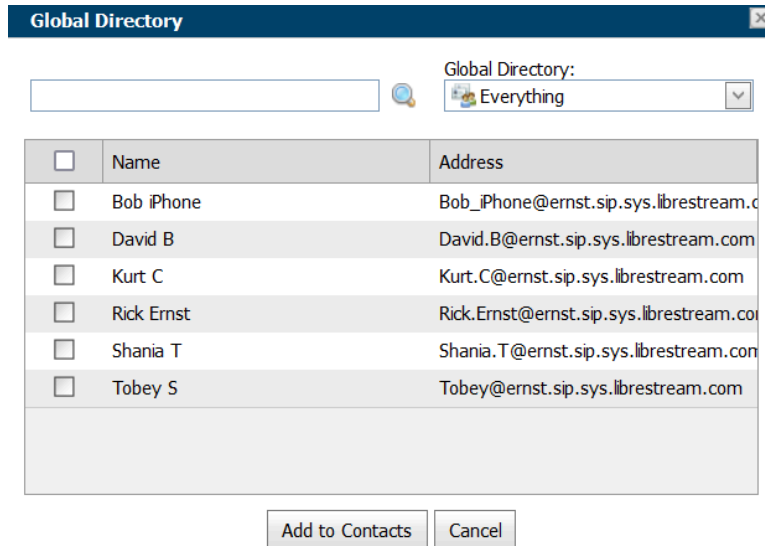 Global Directory
Global Directory:
Everything
Name Address
Bob iPhone Bob_iPhone@ernst.sip.sys.librestream.c
David B David.B@ernst.sip.sys.librestream.com
Kurt C Kurt.C@ernst.sip.sys.librestream.com
Rick Ernst Rick.Ernst@ernst.sip.sys.librestream.co
Shania T Shania.T@ernst.sip.sys.librestream.com
Tobey S Tobey@ernst.sip.sys.librestream.com
Add to Contacts Cancel